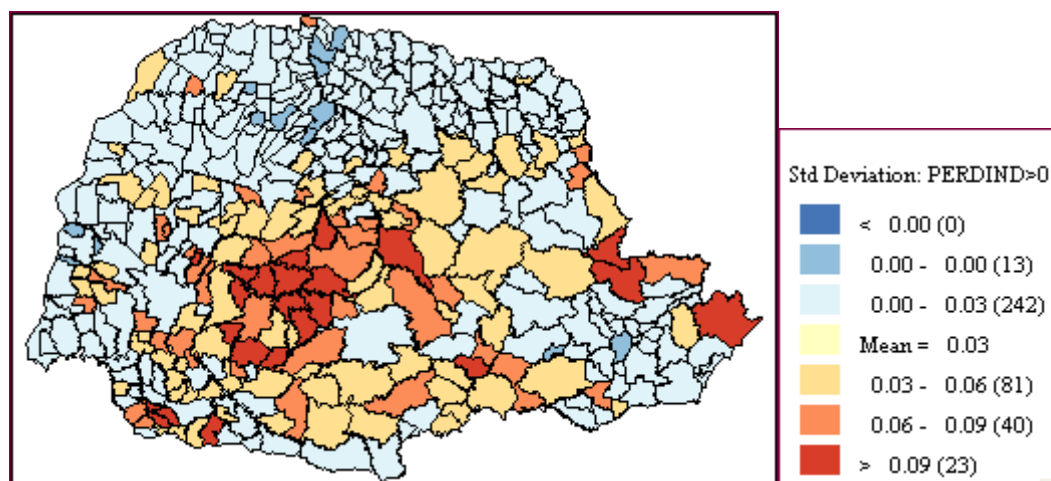 Std Deviation: PERDIND>0
< 0.00 (0)
0.00 - 0.00 (13)
0.00 - 0.03 (242)
Mean = 0.03
0.03 - 0.06 (81)
0.06 - 0.09 (40)
> 0.09 (23)